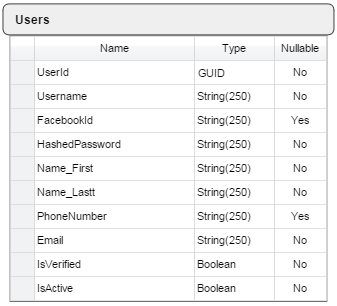 Users
Name Type Nullable
UserId GUID No
Username String(250) No
FacebookId String(250) Yes
HashedPassword String(250) No
Name_First String(250) No
Name_Lastt String(250) No
PhoneNumber String(250) Yes
Email String(250) No
IsVerified Boolean No
IsActive Boolean No